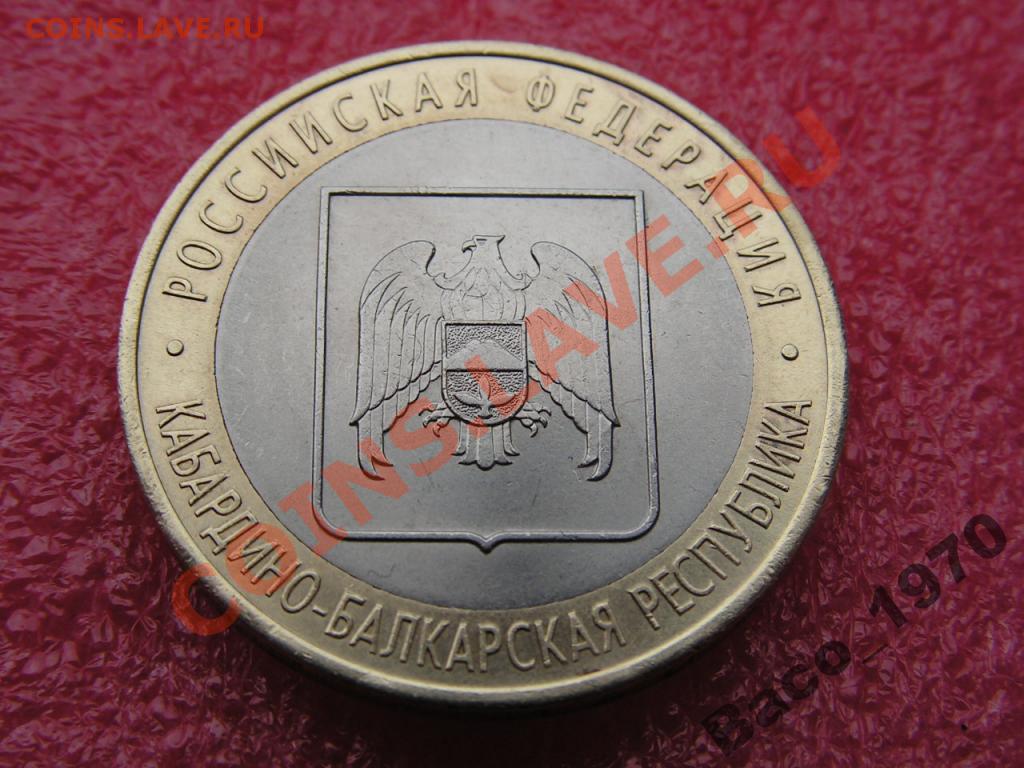 COINS.LAVE.RU
РОССИЙСКАЯ ФЕДЕРАЦИЯ
• КАБАРДИНО-БАЛКАРСКАЯ РЕСПУБЛИКА •
COINS.LAVE.RU
Baco_1970